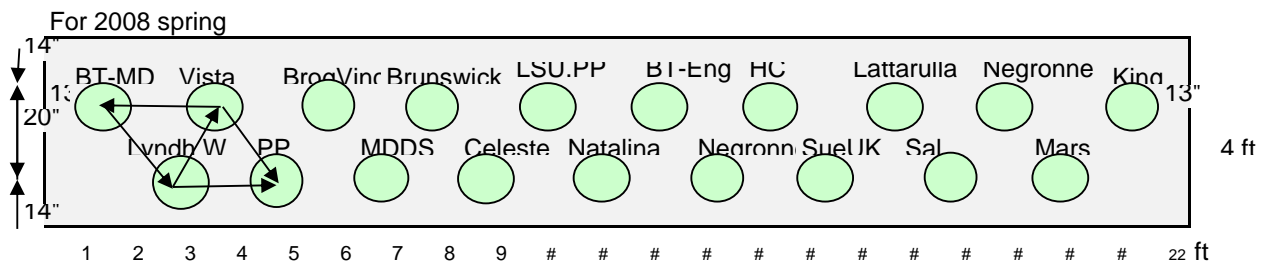 For 2008 spring
14"
BT-MD Vista BrogVinc Brunswick LSU.PP BT-Eng HC Lattarulla Negronne King
13"
20"
Lyndh W PP MDDS Celeste Natalina Negronn SueUK Sal Mars
4 ft
14"
1 2 3 4 5 6 7 8 9 # # # # # # # # # # # # 22 ft